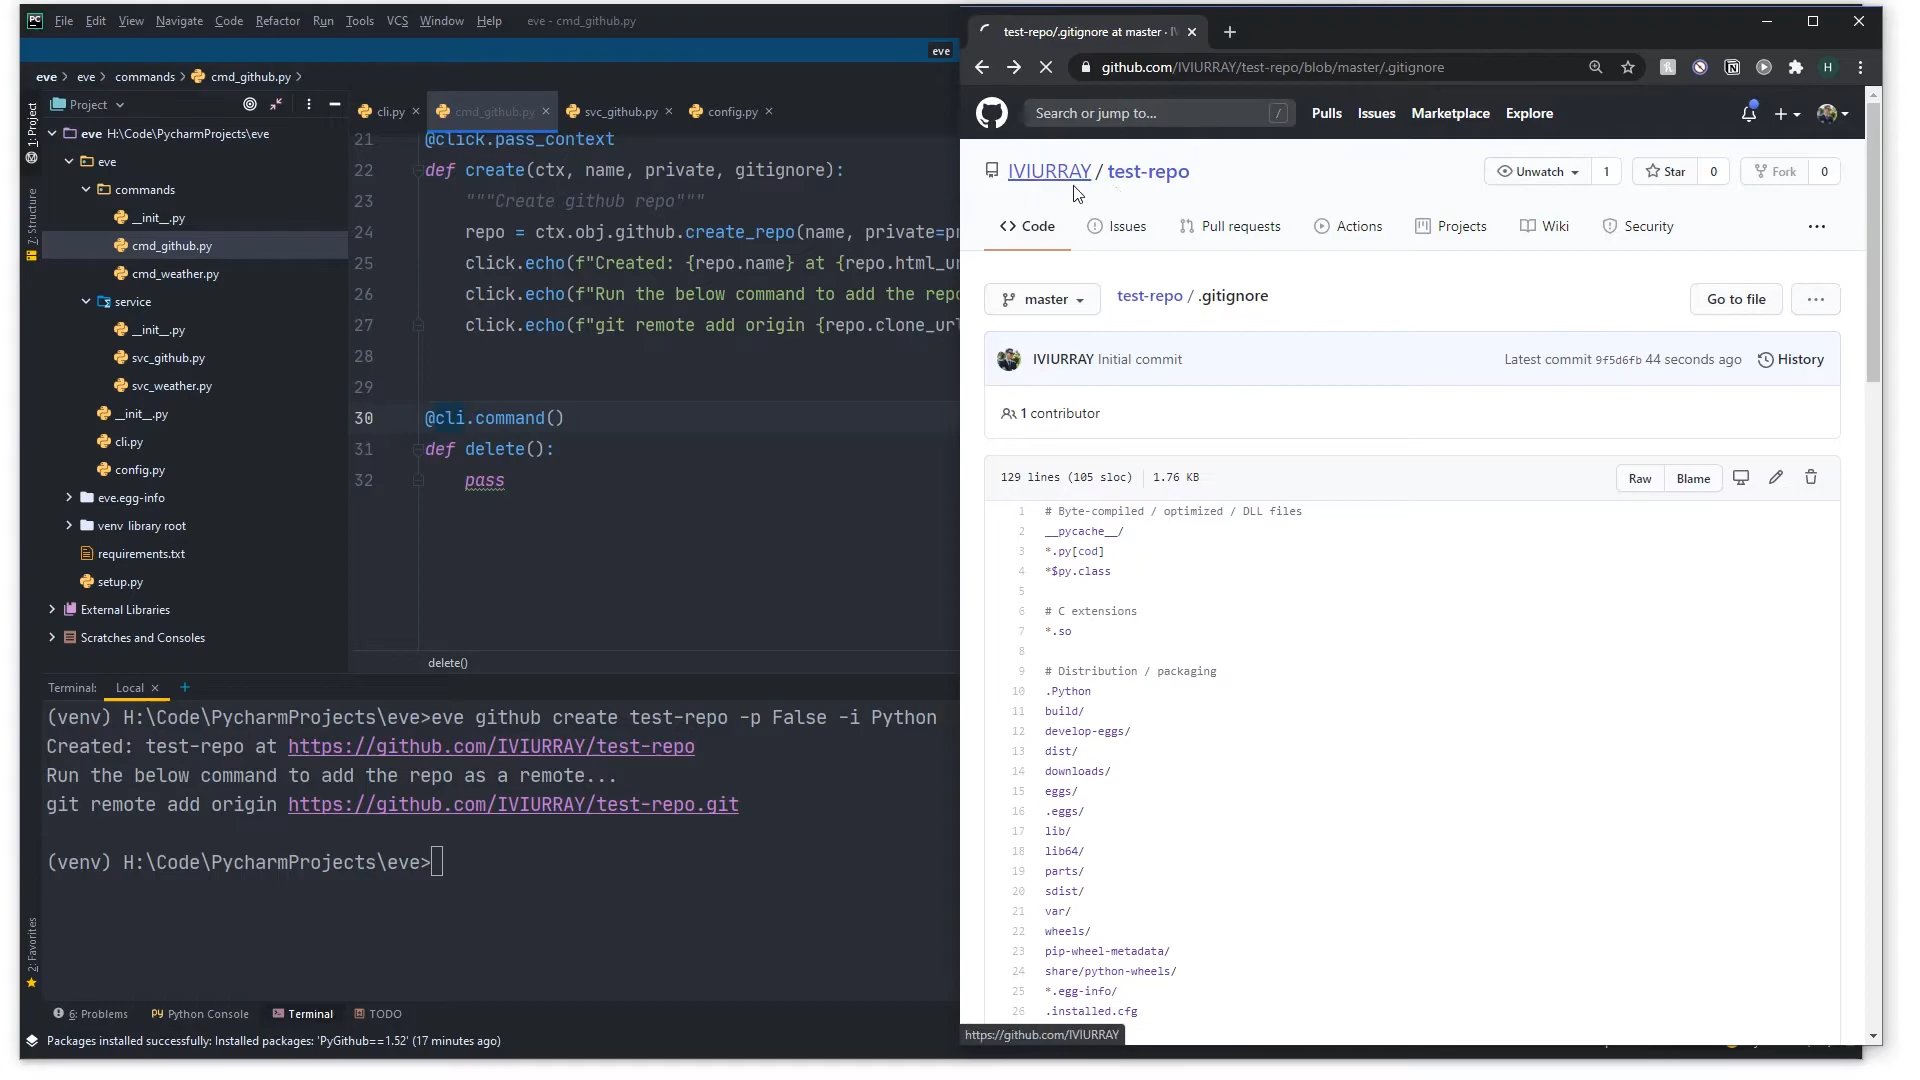 PC File Edit View Navigate Code Refactor Run Tools VCS Window Help eve - cmd_github.py
eve
eve eve commands cmd_github.py
Project
eve H:\Code\PycharmProjects\eve
eve
commands
__init__.py
cmd_github.py
cmd_weather.py
service
__init__.py
svc_github.py
svc_weather.py
__init__.py
cli.py
config.py
eve.egg-info
venv library root
requirements.txt
setup.py
External Libraries
Scratches and Consoles
1: Project
7: Structure
2: Favorites
cli.py cmd_github.py svc_github.py config.py
21 @click.pass_context
22 def create(ctx, name, private, gitignore):
23 """Create github repo"""
24 repo = ctx.obj.github.create_repo(name, private=pr
25 click.echo(f"Created: {repo.name} at {repo.html_ur
26 click.echo(f"Run the below command to add the repo
27 click.echo(f"git remote add origin {repo.clone_url
28
29
30 @cli.command()
31 def delete():
32 pass
delete()
Terminal: Local +
(venv) H:\Code\PycharmProjects\eve>eve github create test-repo -p False -i Python
Created: test-repo at https://github.com/IVIURRAY/test-repo
Run the below command to add the repo as a remote...
git remote add origin https://github.com/IVIURRAY/test-repo.git
(venv) H:\Code\PycharmProjects\eve>
6: Problems Python Console Terminal TODO
Packages installed successfully: Installed packages: 'PyGithub==1.52' (17 minutes ago)
test-repo/.gitignore at master ·
github.com/IVIURRAY/test-repo/blob/master/.gitignore H
Search or jump to... / Pulls Issues Marketplace Explore
IVIURRAY / test-repo
Unwatch 1 Star 0 Fork 0
Code Issues Pull requests Actions Projects Wiki Security ...
master test-repo / .gitignore Go to file ...
IVIURRAY Initial commit Latest commit 9f5d6fb 44 seconds ago History
1 contributor
129 lines (105 sloc) 1.76 KB Raw Blame
1 # Byte-compiled / optimized / DLL files
2 __pycache__/
3 *.py[cod]
4 *$py.class
5
6 # C extensions
7 *.so
8
9 # Distribution / packaging
10 .Python
11 build/
12 develop-eggs/
13 dist/
14 downloads/
15 eggs/
16 .eggs/
17 lib/
18 lib64/
19 parts/
20 sdist/
21 var/
22 wheels/
23 pip-wheel-metadata/
24 share/python-wheels/
25 *.egg-info/
26 .installed.cfg
https://github.com/IVIURRAY